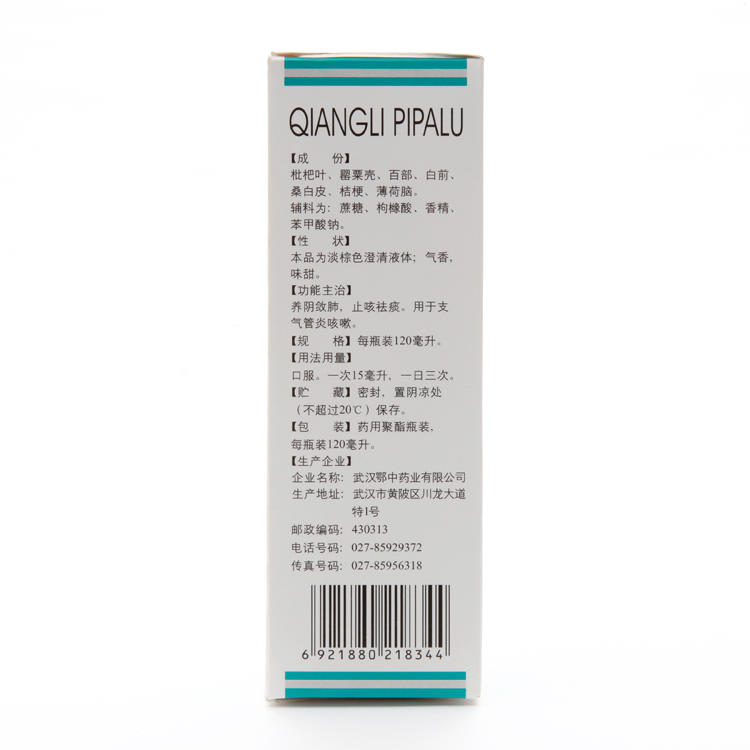 QIANGLI PIPALU
【成　份】
枇杷叶、罂粟壳、百部、白前、
桑白皮、桔梗、薄荷脑。
辅料为：蔗糖、枸橼酸、香精、
苯甲酸钠。
【性　状】
本品为淡棕色澄清液体；气香，
味甜。
【功能主治】
养阴敛肺，止咳祛痰。用于支
气管炎咳嗽。
【规　格】每瓶装120毫升。
【用法用量】
口服。一次15毫升，一日三次。
【贮　藏】密封，置阴凉处
（不超过20℃）保存。
【包　装】药用聚酯瓶装，
每瓶装120毫升。
【生产企业】
企业名称：武汉鄂中药业有限公司
生产地址：武汉市黄陂区川龙大道
特1号
邮政编码：430313
电话号码：027-85929372
传真号码：027-85956318
6 921880 218344